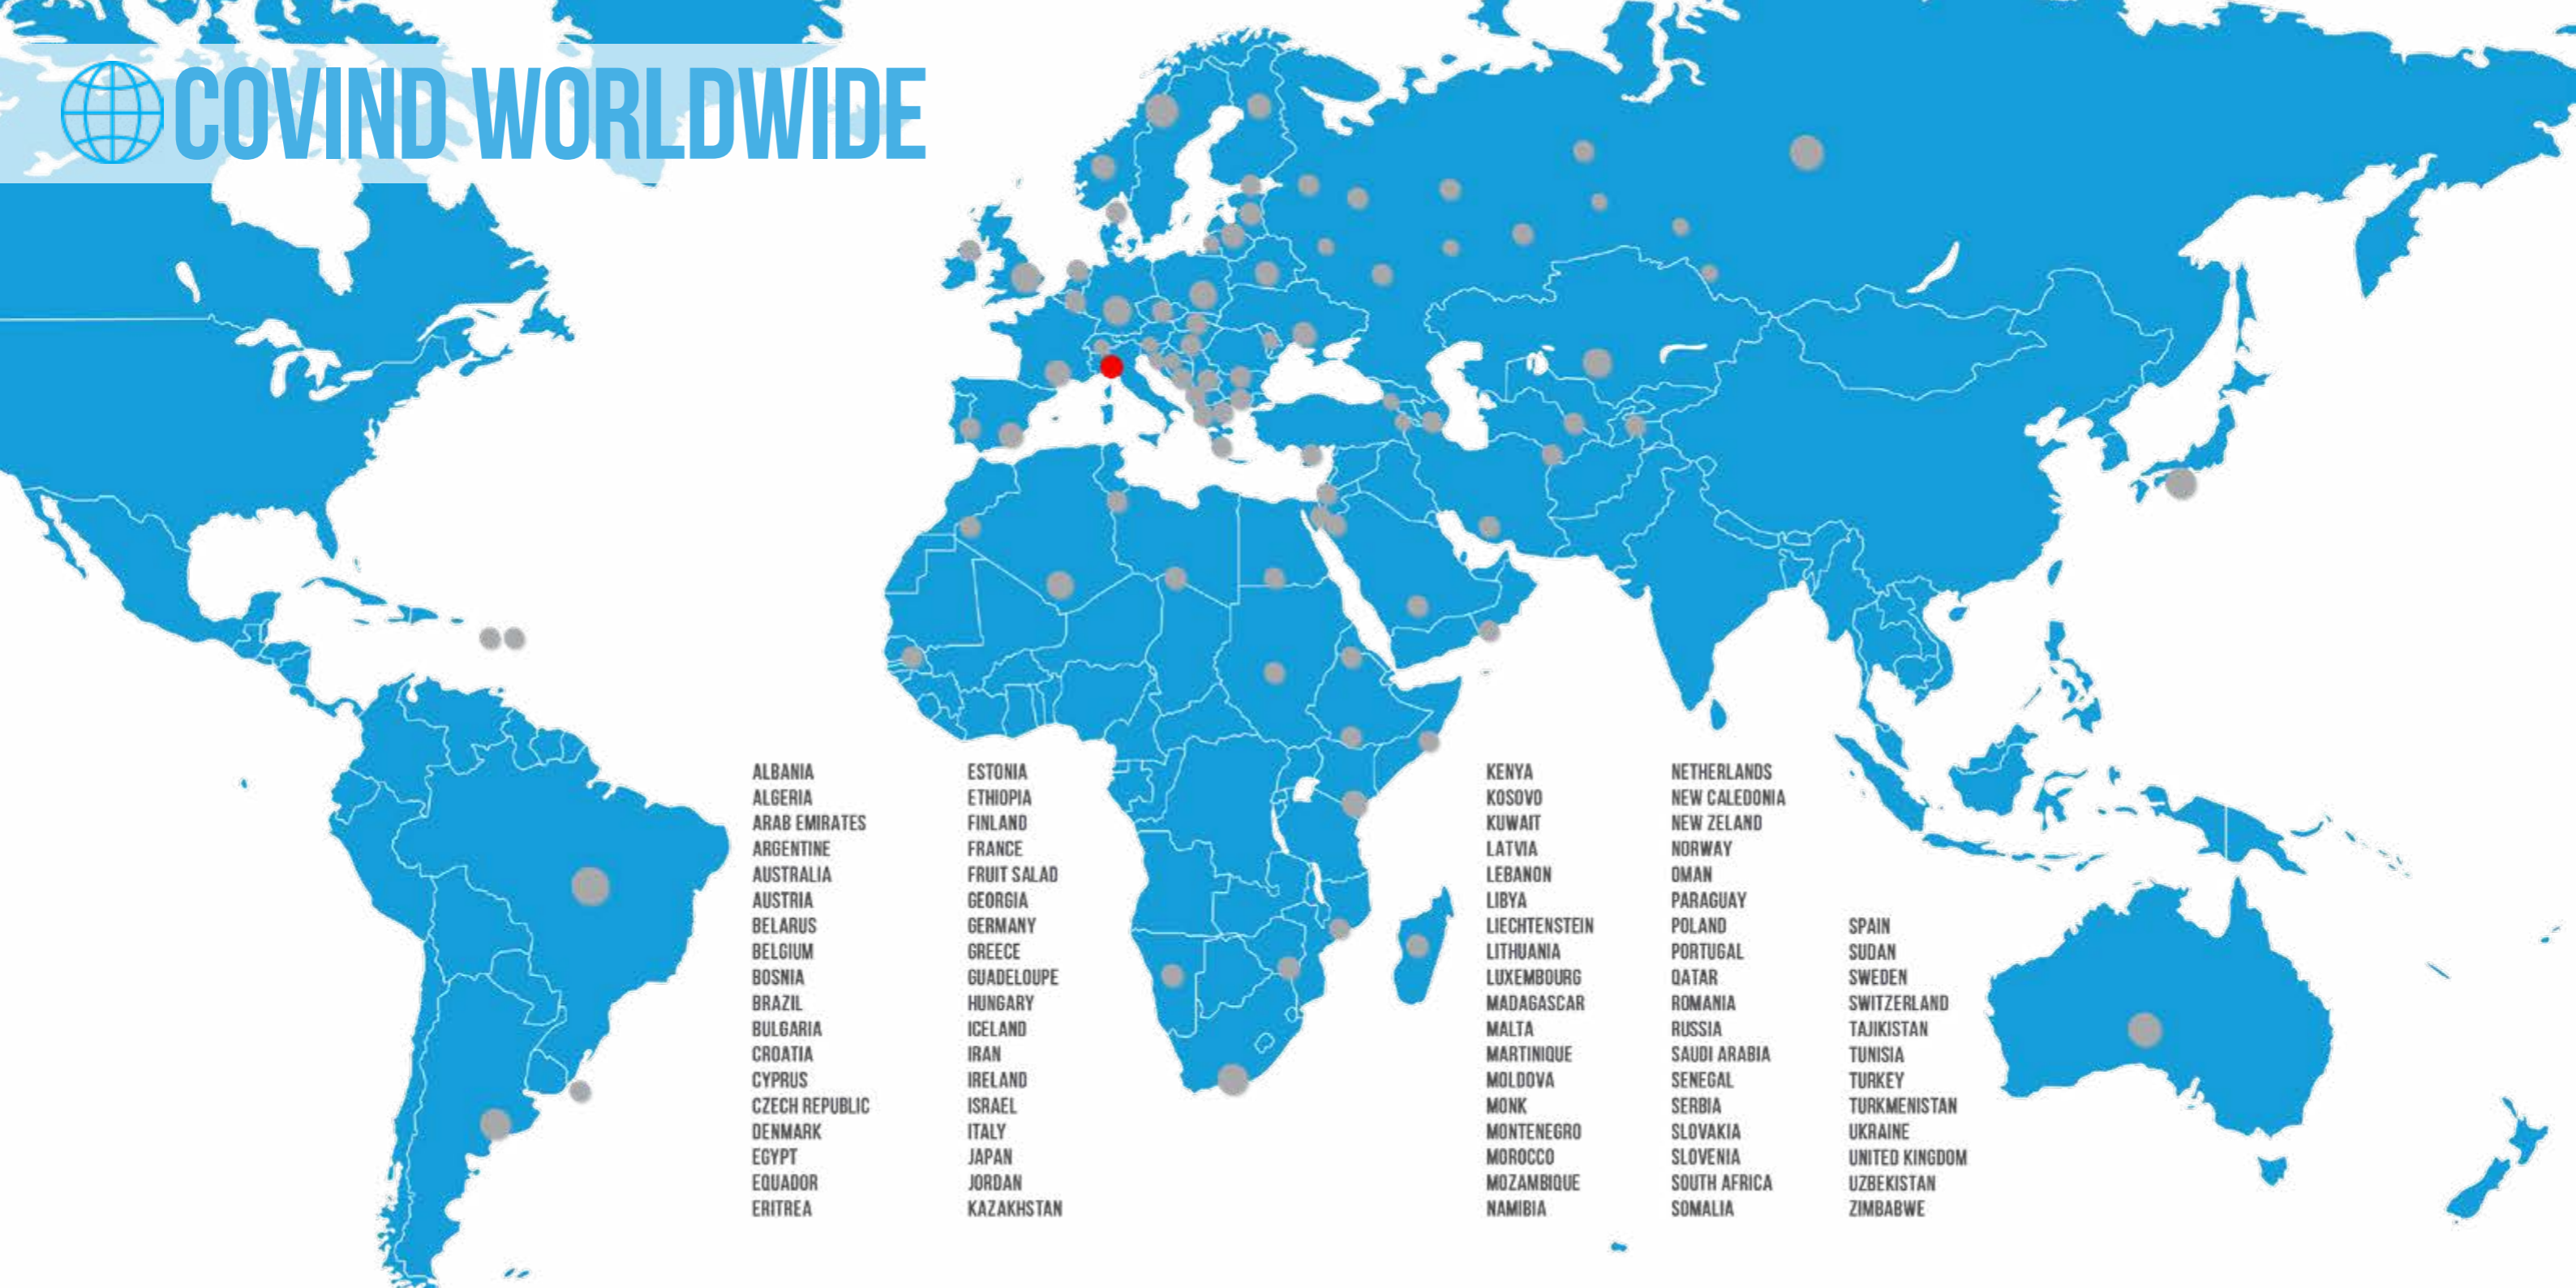 COVIND WORLDWIDE
ALBANIA
ALGERIA
ARAB EMIRATES
ARGENTINE
AUSTRALIA
AUSTRIA
BELARUS
BELGIUM
BOSNIA
BRAZIL
BULGARIA
CROATIA
CYPRUS
CZECH REPUBLIC
DENMARK
EGYPT
EQUADOR
ERITREA
ESTONIA
ETHIOPIA
FINLAND
FRANCE
FRUIT SALAD
GEORGIA
GERMANY
GREECE
GUADELOUPE
HUNGARY
ICELAND
IRAN
IRELAND
ISRAEL
ITALY
JAPAN
JORDAN
KAZAKHSTAN
KENYA
KOSOVO
KUWAIT
LATVIA
LEBANON
LIBYA
LIECHTENSTEIN
LITHUANIA
LUXEMBOURG
MADAGASCAR
MALTA
MARTINIQUE
MOLDOVA
MONK
MONTENEGRO
MOROCCO
MOZAMBIQUE
NAMIBIA
NETHERLANDS
NEW CALEDONIA
NEW ZELAND
NORWAY
OMAN
PARAGUAY
POLAND
PORTUGAL
QATAR
ROMANIA
RUSSIA
SAUDI ARABIA
SENEGAL
SERBIA
SLOVAKIA
SLOVENIA
SOUTH AFRICA
SOMALIA
SPAIN
SUDAN
SWEDEN
SWITZERLAND
TAJIKISTAN
TUNISIA
TURKEY
TURKMENISTAN
UKRAINE
UNITED KINGDOM
UZBEKISTAN
ZIMBABWE